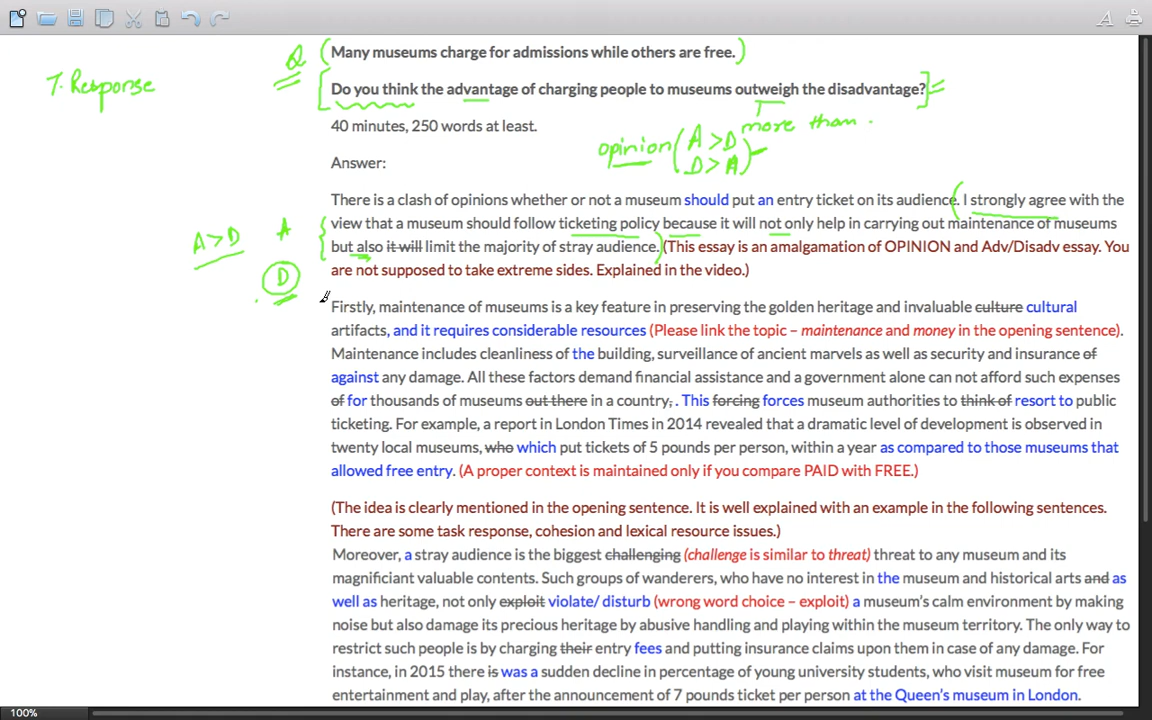 Q (Many museums charge for admissions while others are free.)
T. Response
[Do you think the advantage of charging people to museums outweigh the disadvantage?] =
more than .
40 minutes, 250 words at least.
opinion (A >D
D > A)
Answer:
There is a clash of opinions whether or not a museum should put an entry ticket on its audience. (I strongly agree with the
view that a museum should follow ticketing policy because it will not only help in carrying out maintenance of museums
A>D A
but also it will limit the majority of stray audience.) (This essay is an amalgamation of OPINION and Adv/Disadv essay. You
D
are not supposed to take extreme sides. Explained in the video.)
Firstly, maintenance of museums is a key feature in preserving the golden heritage and invaluable culture cultural
artifacts, and it requires considerable resources (Please link the topic – maintenance and money in the opening sentence).
Maintenance includes cleanliness of the building, surveillance of ancient marvels as well as security and insurance of
against any damage. All these factors demand financial assistance and a government alone can not afford such expenses
of for thousands of museums out there in a country, . This forcing forces museum authorities to think of resort to public
ticketing. For example, a report in London Times in 2014 revealed that a dramatic level of development is observed in
twenty local museums, who which put tickets of 5 pounds per person, within a year as compared to those museums that
allowed free entry. (A proper context is maintained only if you compare PAID with FREE.)
(The idea is clearly mentioned in the opening sentence. It is well explained with an example in the following sentences.
There are some task response, cohesion and lexical resource issues.)
Moreover, a stray audience is the biggest challenging (challenge is similar to threat) threat to any museum and its
magnificiant valuable contents. Such groups of wanderers, who have no interest in the museum and historical arts and as
well as heritage, not only exploit violate/ disturb (wrong word choice – exploit) a museum's calm environment by making
noise but also damage its precious heritage by abusive handling and playing within the museum territory. The only way to
restrict such people is by charging their entry fees and putting insurance claims upon them in case of any damage. For
instance, in 2015 there is was a sudden decline in percentage of young university students, who visit museum for free
entertainment and play, after the announcement of 7 pounds ticket per person at the Queen's museum in London.
100%